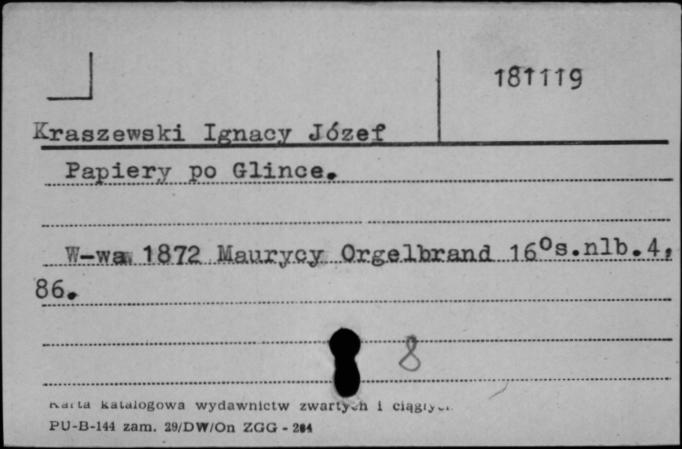 181119
Kraszewski Ignacy Józef
Papiery po Glince.
W-wa 1872 Maurycy Orgelbrand 16°s.nlb.4,
86.
8
Karta katalogowa wydawnictw zwartych i ciągłych
PU-B-144 zam. 29/DW/On ZGG - 264